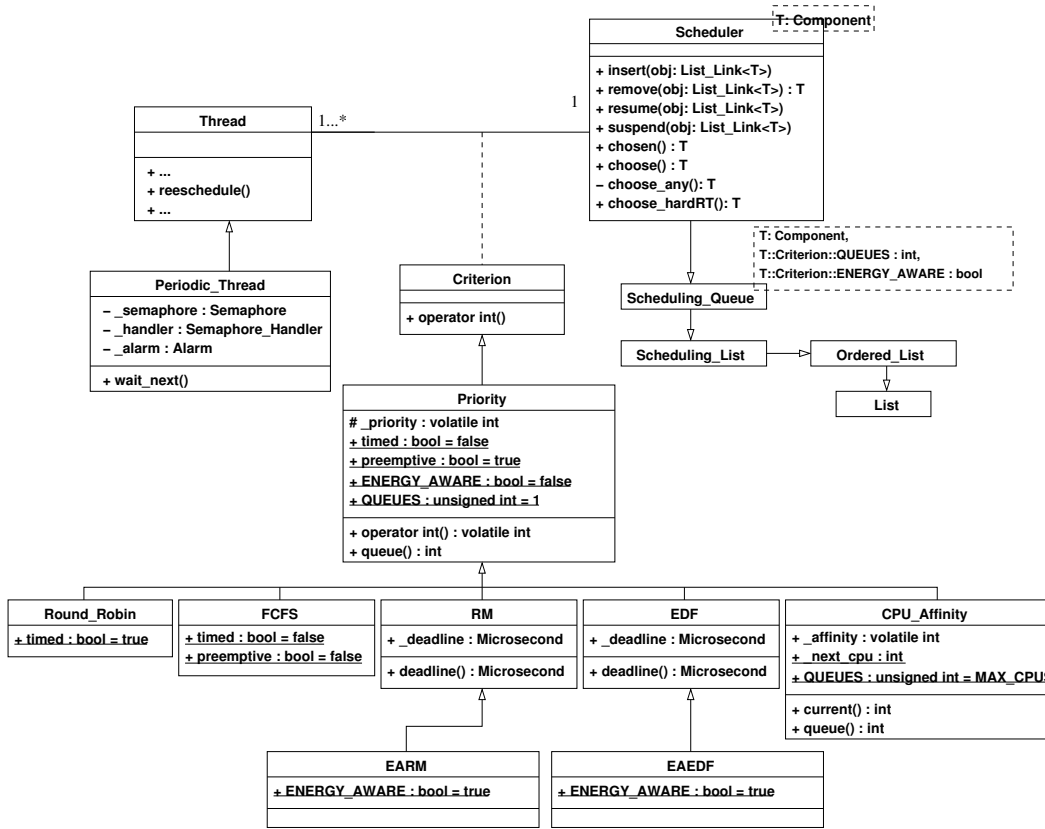 T: Component
Scheduler
+ insert(obj: List_Link<T>)
+ remove(obj: List_Link<T>) : T
+ resume(obj: List_Link<T>)
+ suspend(obj: List_Link<T>)
+ chosen() : T
+ choose() : T
− choose_any(): T
+ choose_hardRT(): T
1
1...*
Thread
+ ...
+ reeschedule()
+ ...
Periodic_Thread
− _semaphore : Semaphore
− _handler : Semaphore_Handler
− _alarm : Alarm
+ wait_next()
Criterion
+ operator int()
T: Component,
T::Criterion::QUEUES : int,
T::Criterion::ENERGY_AWARE : bool
Scheduling_Queue
Scheduling_List
Ordered_List
List
Priority
# _priority : volatile int
+ timed : bool = false
+ preemptive : bool = true
+ ENERGY_AWARE : bool = false
+ QUEUES : unsigned int = 1
+ operator int() : volatile int
+ queue() : int
Round_Robin
+ timed : bool = true
FCFS
+ timed : bool = false
+ preemptive : bool = false
RM
+ _deadline : Microsecond
+ deadline() : Microsecond
EDF
+ _deadline : Microsecond
+ deadline() : Microsecond
CPU_Affinity
+ _affinity : volatile int
+ _next_cpu : int
+ QUEUES : unsigned int = MAX_CPUS
+ current() : int
+ queue() : int
EARM
+ ENERGY_AWARE : bool = true
EAEDF
+ ENERGY_AWARE : bool = true